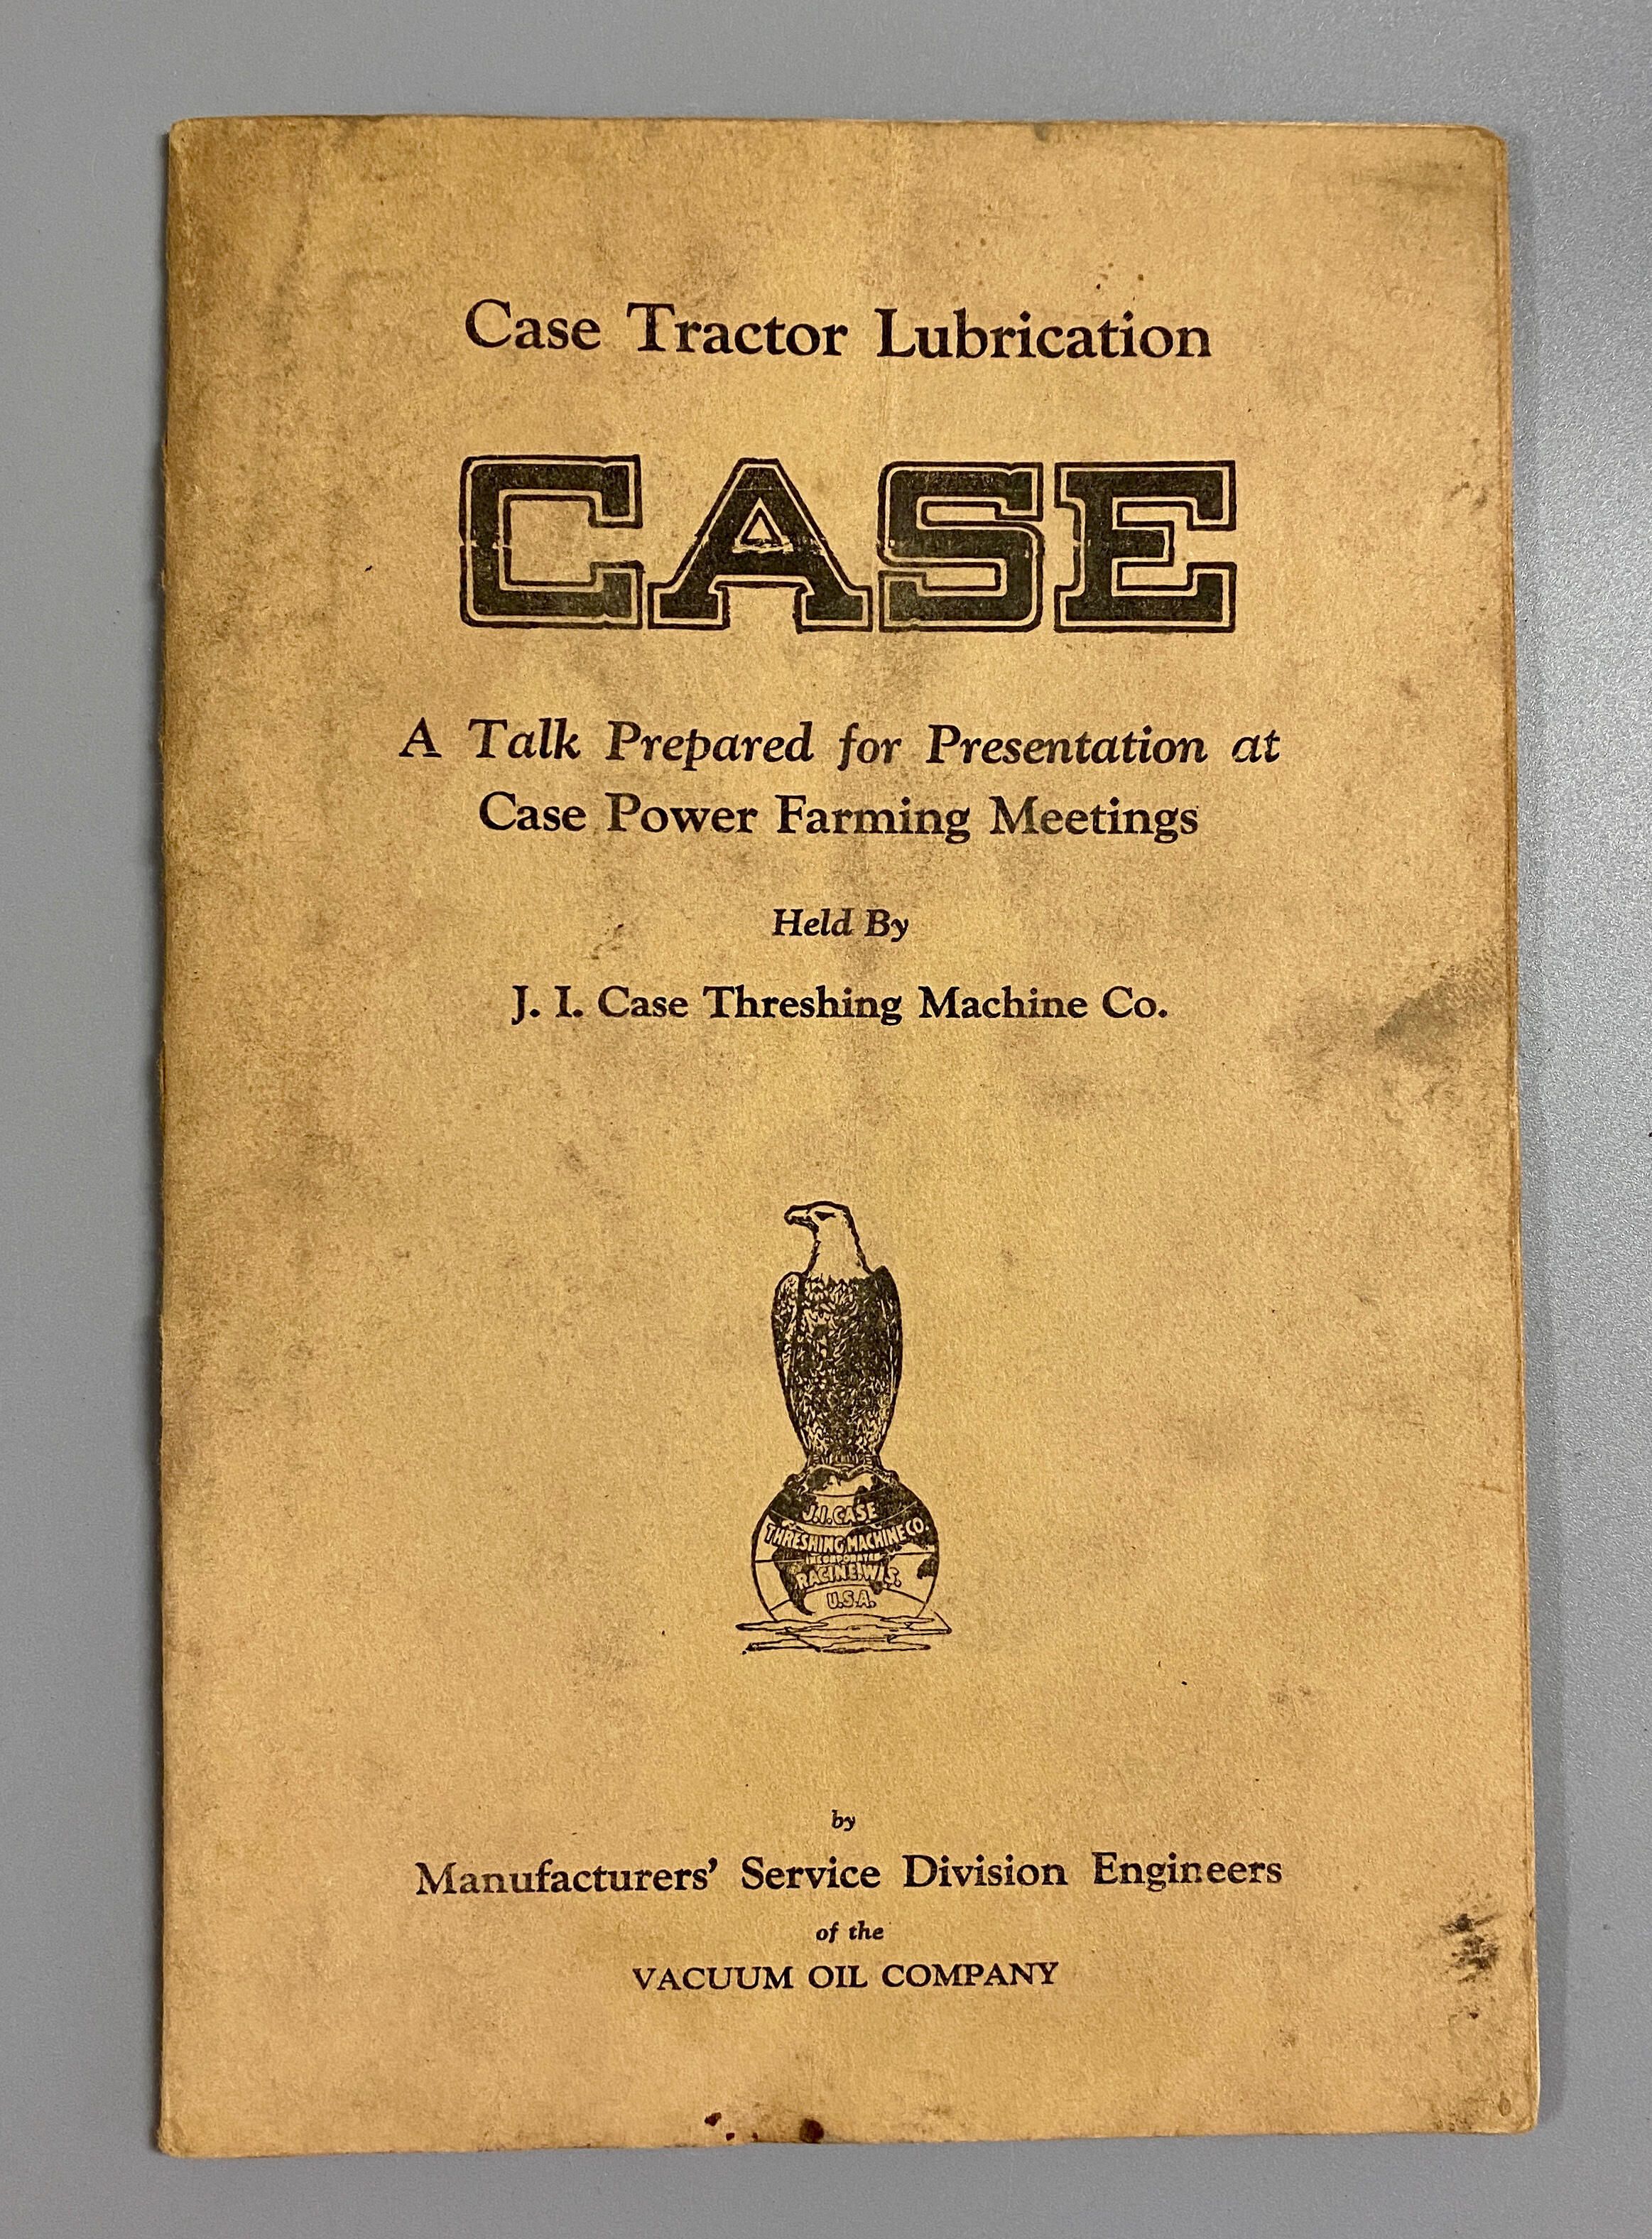 Case Tractor Lubrication
CASE
A Talk Prepared for Presentation at
Case Power Farming Meetings
Held By
J. I. Case Threshing Machine Co.
J.I. CASE
THRESHING MACHINE CO.
INCORPORATED
RACINE, WIS.
U.S.A.
by
Manufacturers' Service Division Engineers
of the
VACUUM OIL COMPANY